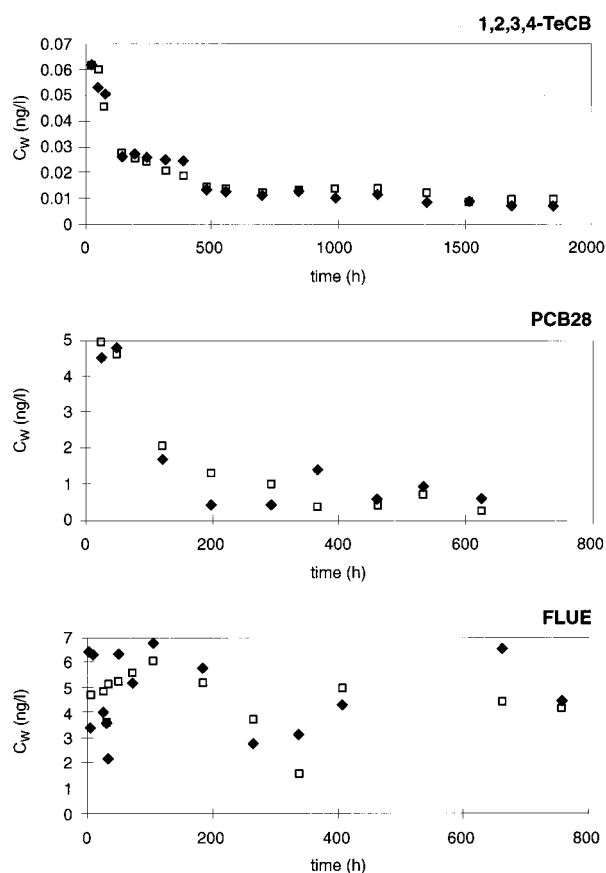 1,2,3,4-TeCB
0.07
0.06
0.05
0.04
0.03
0.02
0.01
0
C_W (ng/l)
0 500 1000 1500 2000
time (h)
PCB28
5
4
3
2
1
0
C_W (ng/l)
0 200 400 600 800
time (h)
FLUE
7
6
5
4
3
2
1
0
C_W (ng/l)
0 200 400 600 800
time (h)